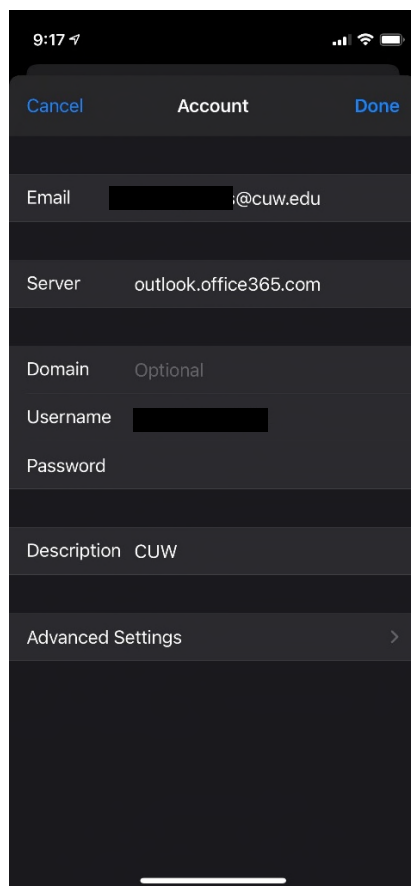 9:17
Cancel Account Done
Email s@cuw.edu
Server outlook.office365.com
Domain Optional
Username
Password
Description CUW
Advanced Settings